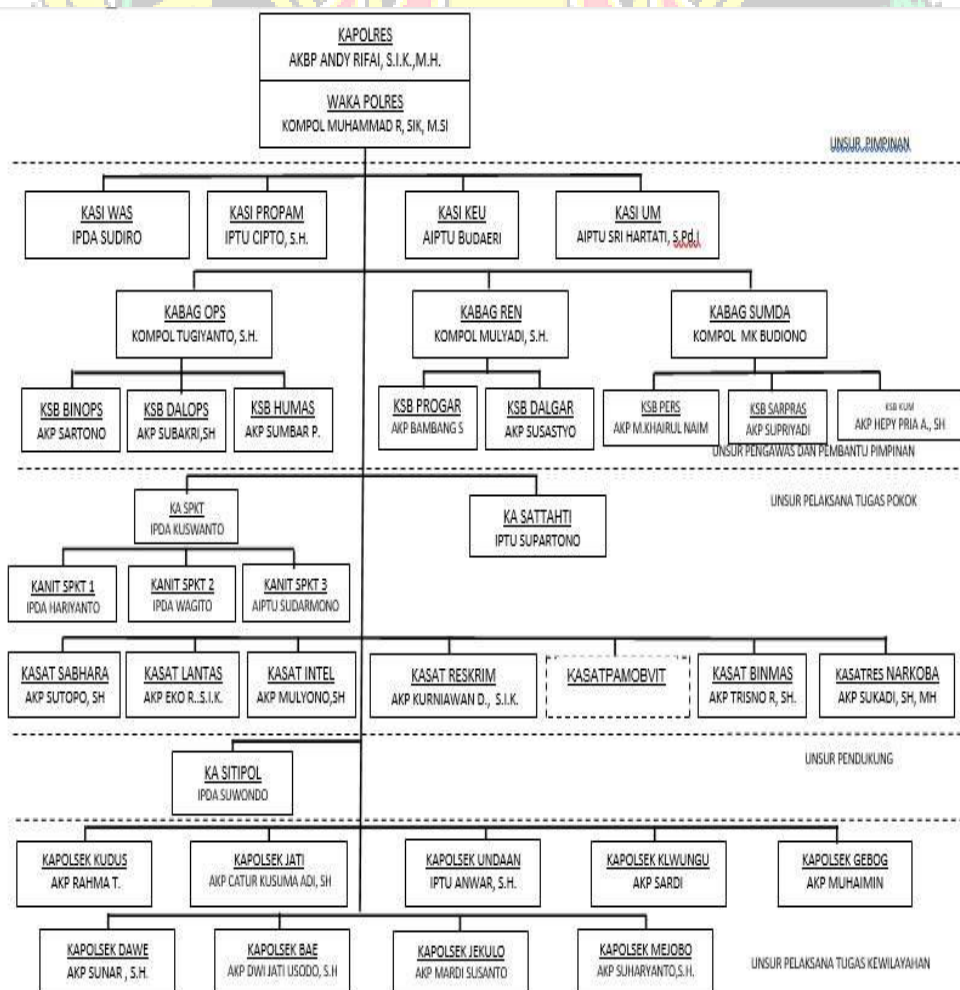 KAPOLRES
AKBP ANDY RIFAI, S.I.K.,M.H.
WAKA POLRES
KOMPOL MUHAMMAD R, SIK, M.SI
UNSUR PIMPINAN
KASI WAS
IPDA SUDIRO
KASI PROPAM
IPTU CIPTO, S.H.
KASI KEU
AIPTU BUDAERI
KASI UM
AIPTU SRI HARTATI, S.Pd.I
KABAG OPS
KOMPOL TUGIYANTO, S.H.
KABAG REN
KOMPOL MULYADI, S.H.
KABAG SUMDA
KOMPOL MK BUDIONO
KSB BINOPS
AKP SARTONO
KSB DALOPS
AKP SUBAKRI,SH
KSB HUMAS
AKP SUMBAR P.
KSB PROGAR
AKP BAMBANG S
KSB DALGAR
AKP SUSASTYO
KSB PERS
AKP M.KHAIRUL NAIM
KSB SARPRAS
AKP SUPRIYADI
KSB KUM
AKP HEPY PRIA A., SH
UNSUR PENGAWAS DAN PEMBANTU PIMPINAN
UNSUR PELAKSANA TUGAS POKOK
KA SPKT
IPDA KUSWANTO
KA SATTAHTI
IPTU SUPARTONO
KANIT SPKT 1
IPDA HARIYANTO
KANIT SPKT 2
IPDA WAGITO
KANIT SPKT 3
AIPTU SUDARMONO
KASAT SABHARA
AKP SUTOPO, SH
KASAT LANTAS
AKP EKO R..S.I.K.
KASAT INTEL
AKP MULYONO,SH
KASAT RESKRIM
AKP KURNIAWAN D., S.I.K.
KASATPAMOBVIT
KASAT BINMAS
AKP TRISNO R, SH.
KASATRES NARKOBA
AKP SUKADI, SH, MH
UNSUR PENDUKUNG
KA SITIPOL
IPDA SUWONDO
KAPOLSEK KUDUS
AKP RAHMA T.
KAPOLSEK JATI
AKP CATUR KUSUMA ADI, SH
KAPOLSEK UNDAAN
IPTU ANWAR, S.H.
KAPOLSEK KLWUNGU
AKP SARDI
KAPOLSEK GEBOG
AKP MUHAIMIN
KAPOLSEK DAWE
AKP SUNAR , S.H.
KAPOLSEK BAE
AKP DWI JATI USODO, S.H
KAPOLSEK JEKULO
AKP MARDI SUSANTO
KAPOLSEK MEJOBO
AKP SUHARYANTO,S.H.
UNSUR PELAKSANA TUGAS KEWILAYAHAN